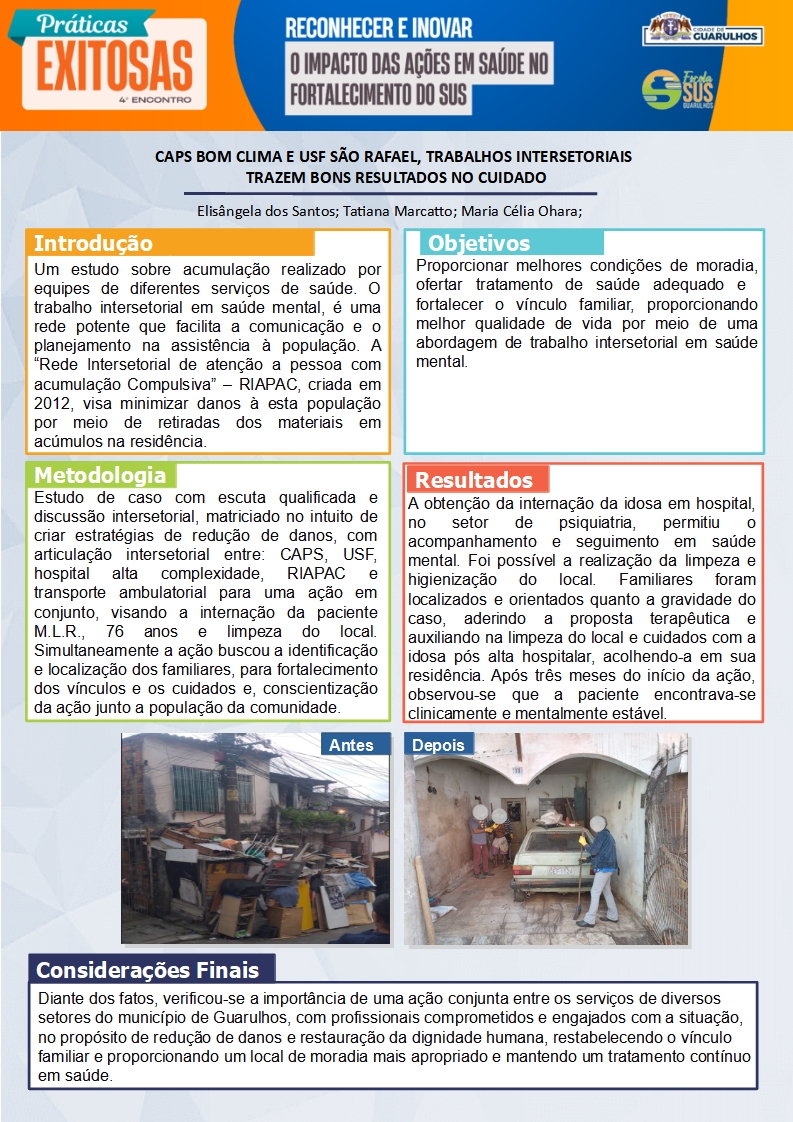 Práticas
EXITOSAS
4º ENCONTRO
RECONHECER E INOVAR
O IMPACTO DAS AÇÕES EM SAÚDE NO
FORTALECIMENTO DO SUS
CIDADE DE
GUARULHOS
Escola
SUS
GUARULHOS
CAPS BOM CLIMA E USF SÃO RAFAEL, TRABALHOS INTERSETORIAIS
TRAZEM BONS RESULTADOS NO CUIDADO
Elisângela dos Santos; Tatiana Marcatto; Maria Célia Ohara;
Introdução
Um estudo sobre acumulação realizado por
equipes de diferentes serviços de saúde. O
trabalho intersetorial em saúde mental, é uma
rede potente que facilita a comunicação e o
planejamento na assistência à população. A
“Rede Intersetorial de atenção a pessoa com
acumulação Compulsiva” – RIAPAC, criada em
2012, visa minimizar danos à esta população
por meio de retiradas dos materiais em
acúmulos na residência.
Objetivos
Proporcionar melhores condições de moradia,
ofertar tratamento de saúde adequado e
fortalecer o vínculo familiar, proporcionando
melhor qualidade de vida por meio de uma
abordagem de trabalho intersetorial em saúde
mental.
Metodologia
Estudo de caso com escuta qualificada e
discussão intersetorial, matriciado no intuito de
criar estratégias de redução de danos, com
articulação intersetorial entre: CAPS, USF,
hospital alta complexidade, RIAPAC e
transporte ambulatorial para uma ação em
conjunto, visando a internação da paciente
M.L.R., 76 anos e limpeza do local.
Simultaneamente a ação buscou a identificação
e localização dos familiares, para fortalecimento
dos vínculos e os cuidados e, conscientização
da ação junto a população da comunidade.
Resultados
A obtenção da internação da idosa em hospital,
no setor de psiquiatria, permitiu o
acompanhamento e seguimento em saúde
mental. Foi possível a realização da limpeza e
higienização do local. Familiares foram
localizados e orientados quanto a gravidade do
caso, aderindo a proposta terapêutica e
auxiliando na limpeza do local e cuidados com a
idosa pós alta hospitalar, acolhendo-a em sua
residência. Após três meses do início da ação,
observou-se que a paciente encontrava-se
clinicamente e mentalmente estável.
Antes
Depois
Considerações Finais
Diante dos fatos, verificou-se a importância de uma ação conjunta entre os serviços de diversos
setores do município de Guarulhos, com profissionais comprometidos e engajados com a situação,
no propósito de redução de danos e restauração da dignidade humana, restabelecendo o vínculo
familiar e proporcionando um local de moradia mais apropriado e mantendo um tratamento contínuo
em saúde.